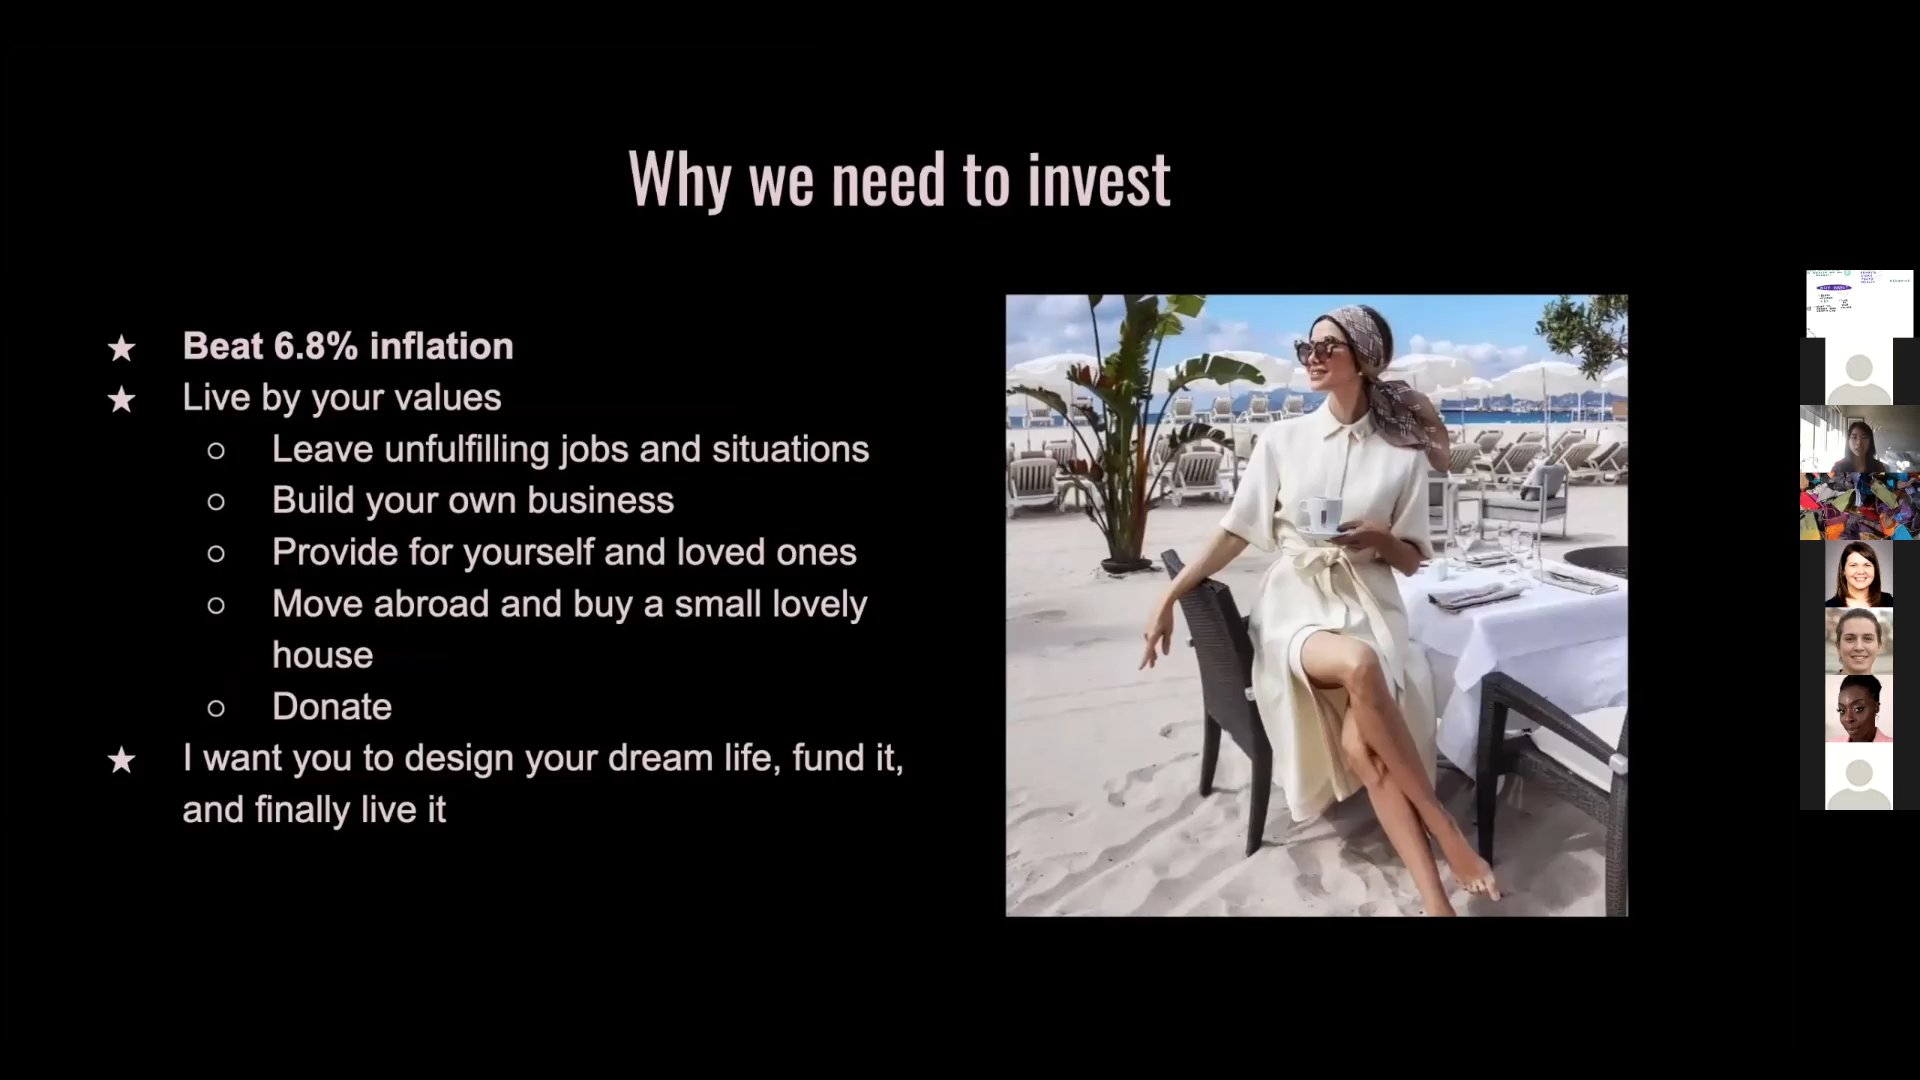 Why we need to invest
★ Beat 6.8% inflation
★ Live by your values
○ Leave unfulfilling jobs and situations
○ Build your own business
○ Provide for yourself and loved ones
○ Move abroad and buy a small lovely
house
○ Donate
★ I want you to design your dream life, fund it,
and finally live it